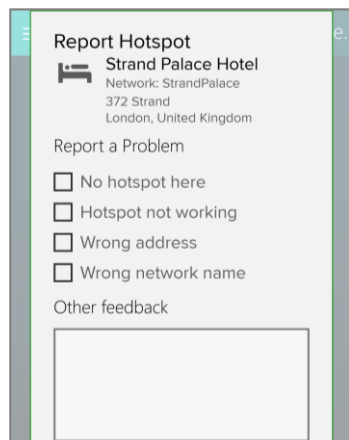 Report Hotspot
Strand Palace Hotel
Network: StrandPalace
372 Strand
London, United Kingdom
Report a Problem
No hotspot here
Hotspot not working
Wrong address
Wrong network name
Other feedback